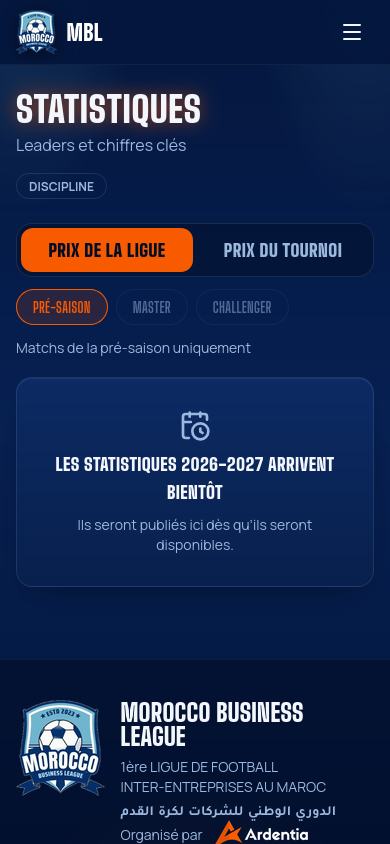 MOROCCO
MBL
STATISTIQUES
Leaders et chiffres clés
DISCIPLINE
PRIX DE LA LIGUE
PRIX DU TOURNOI
PRÉ-SAISON
MASTER
CHALLENGER
Matchs de la pré-saison uniquement
LES STATISTIQUES 2026-2027 ARRIVENT
BIENTÔT
Ils seront publiés ici dès qu'ils seront
disponibles.
ESTD 2023
MOROCCO
BUSINESS LEAGUE
MOROCCO BUSINESS
LEAGUE
1ère LIGUE DE FOOTBALL
INTER-ENTREPRISES AU MAROC
الدوري الوطني للشركات لكرة القدم
Organisé par
Ardentia